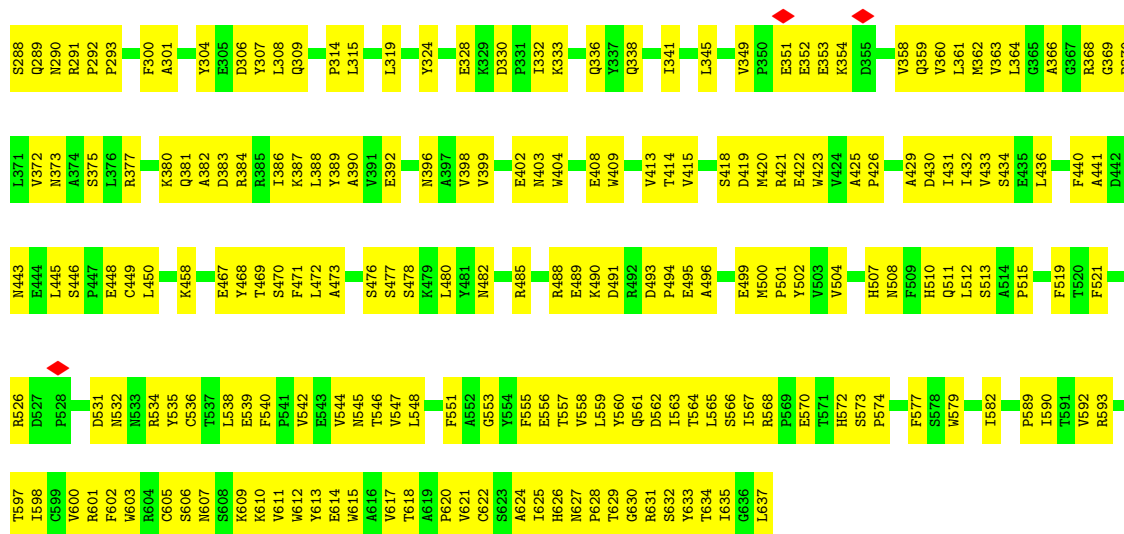 S288 Q289 N290 R291 P292 P293 F300 A301 Y304 E305 D306 Y307 L308 Q309 P314 L315 L319 Y324 E328 K329 D330 P331 I332 K333 Q336 Y337 Q338 I341 L345 V349 P350 E351 E352 E353 K354 D355 V358 Q359 V360 L361 M362 V363 L364 G365 A366 G367 R368 G369
L371 V372 N373 A374 S375 L376 R377 K380 Q381 A382 D383 R384 R385 I386 K387 L388 Y389 A390 V391 E392 N396 A397 V398 V399 E402 N403 W404 E408 W409 V413 T414 V415 S418 D419 M420 R421 E422 W423 V424 A425 P426 A429 D430 I431 I432 V433 S434 E435 L436 F440 A441 D442
N443 E444 L445 S446 P447 E448 C449 L450 K458 E467 Y468 T469 S470 F471 L472 A473 S476 S477 S478 K479 L480 Y481 N482 R485 R488 E489 K490 D491 R492 D493 P494 E495 A496 E499 M500 P501 Y502 V503 V504 H507 N508 F509 H510 Q511 L512 S513 A514 P515 F519 T520 F521
R526 D527 P528 D531 N532 N533 R534 Y535 C536 T537 L538 E539 F540 P541 V542 E543 V544 N545 T546 V547 L548 F551 A552 G553 Y554 F555 E556 T557 V558 L559 Y560 Q561 D562 I563 T564 L565 S566 I567 R568 P569 E570 T571 H572 S573 P574 F577 S578 W579 I582 P589 I590 T591 V592 R593
T597 I598 C599 V600 R601 F602 W603 R604 C605 S606 N607 S608 K609 K610 V611 W612 Y613 E614 W615 A616 V617 T618 A619 P620 V621 C622 S623 A624 I625 H626 N627 P628 T629 G630 R631 S632 Y633 T634 I635 G636 L637